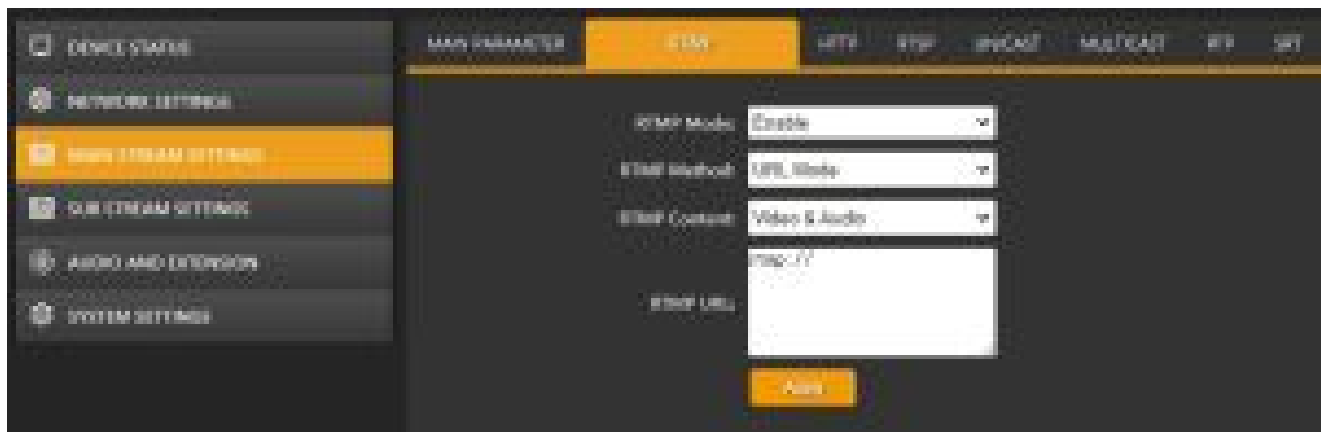 DEVICE STATUS
NETWORK SETTINGS
MAIN STREAM SETTINGS
SUB STREAM SETTINGS
AUDIO AND EXTENSION
SYSTEM SETTINGS
MAIN PARAMETER RTMP HTTP RTSP UNICAST MULTICAST RTP SRT
RTMP Mode: Enable
RTMP Method: URL Mode
RTMP Content: Video & Audio
RTMP URL: rtmp://
Apply